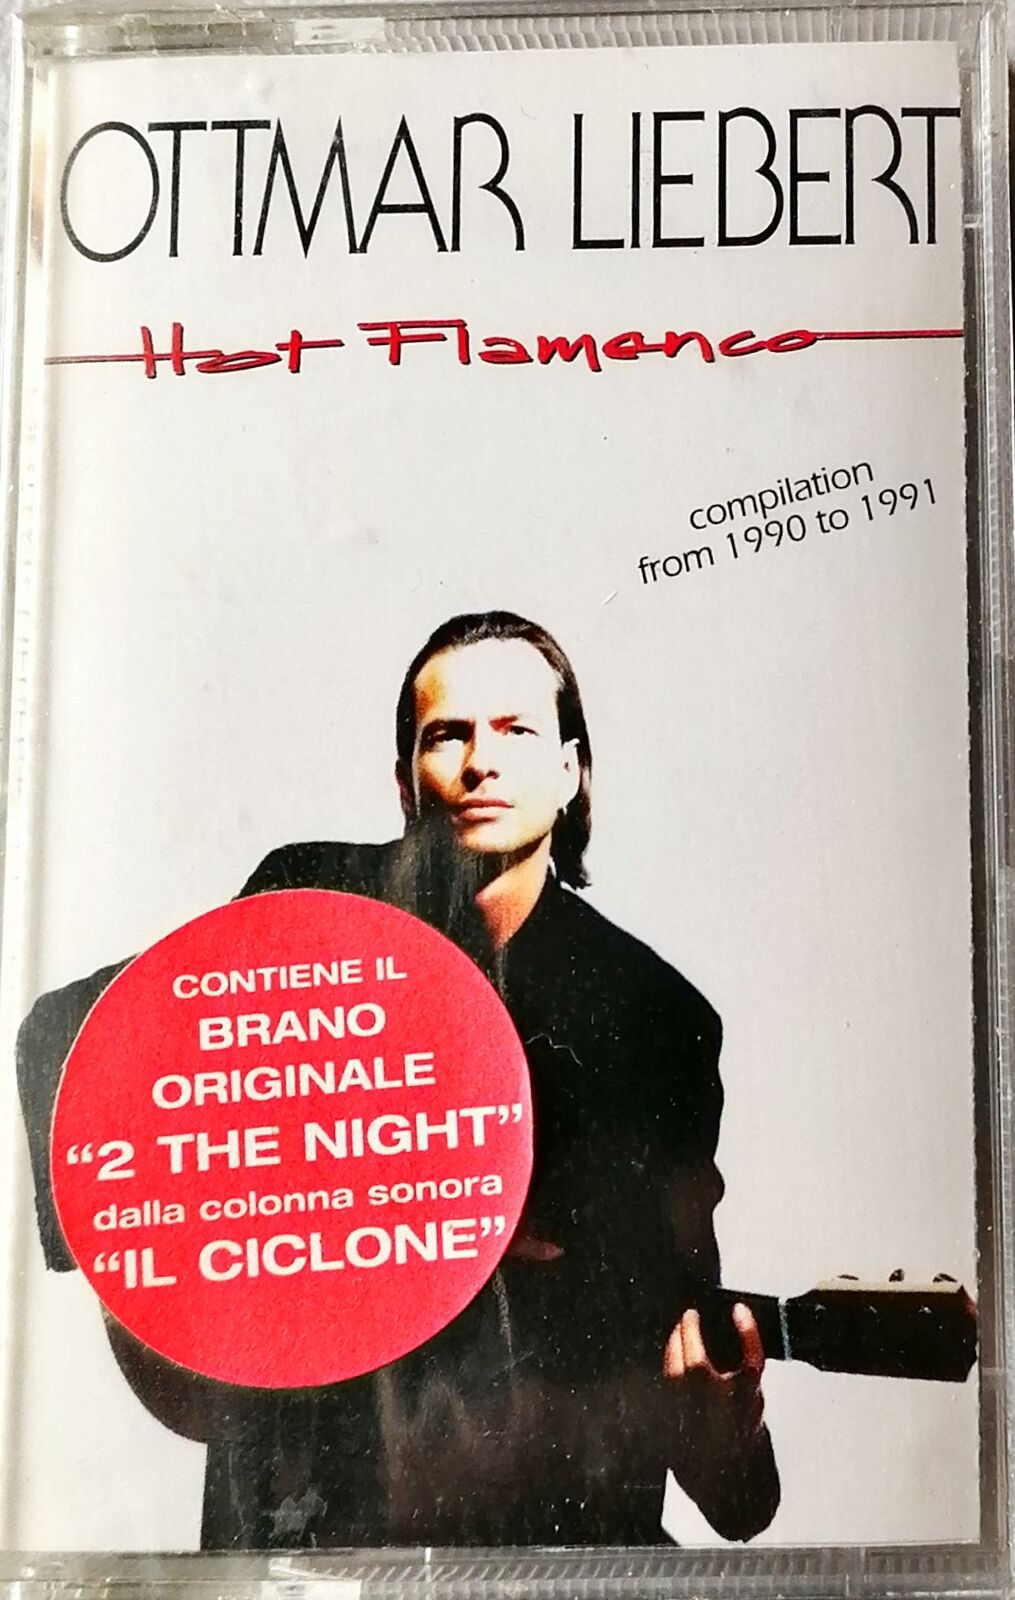 OTTMAR LIEBERT
Hot Flamenco
compilation
from 1990 to 1991
CONTIENE IL
BRANO
ORIGINALE
“2 THE NIGHT”
dalla colonna sonora
“IL CICLONE”